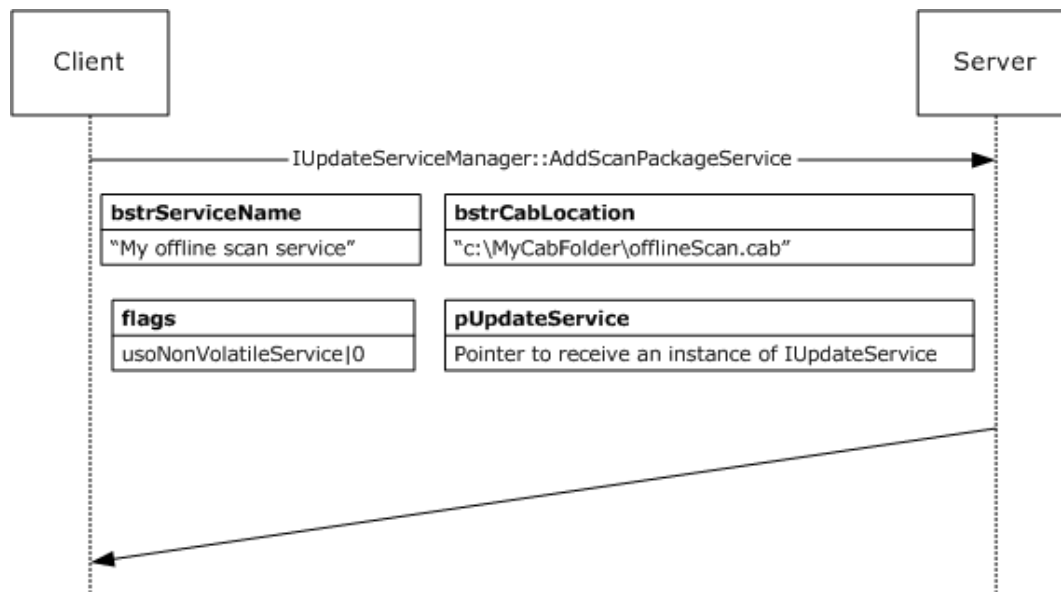 Client
Server
IUpdateServiceManager::AddScanPackageService
bstrServiceName
bstrCabLocation
“My offline scan service”
“c:\MyCabFolder\offlineScan.cab”
flags
pUpdateService
usoNonVolatileService|0
Pointer to receive an instance of IUpdateService